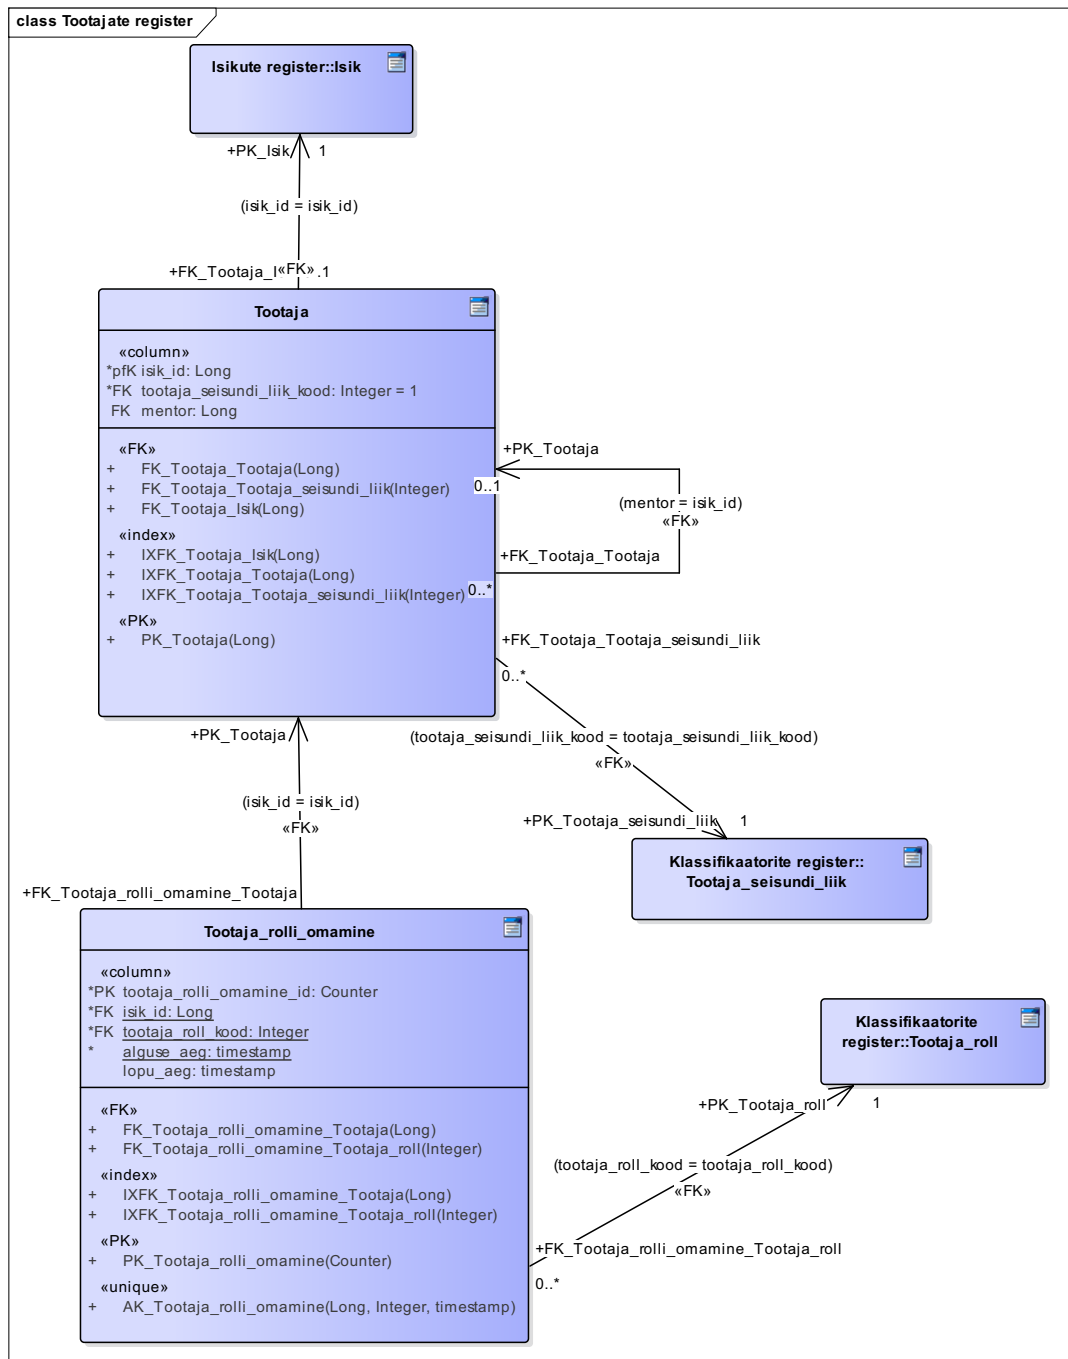 class Tootajate register
Isikute register::Isik
+PK_Isik
1
(isik_id = isik_id)
+FK_Tootaja_I
«FK»
.1
Tootaja
«column»
*pfK isik_id: Long
*FK tootaja_seisundi_liik_kood: Integer = 1
FK mentor: Long
«FK»
+ FK_Tootaja_Tootaja(Long)
+ FK_Tootaja_Tootaja_seisundi_liik(Integer)
+ FK_Tootaja_Isik(Long)
«index»
+ IXFK_Tootaja_Isik(Long)
+ IXFK_Tootaja_Tootaja(Long)
+ IXFK_Tootaja_Tootaja_seisundi_liik(Integer)
«PK»
+ PK_Tootaja(Long)
+PK_Tootaja
0..1
(mentor = isik_id)
«FK»
+FK_Tootaja_Tootaja
0..*
+FK_Tootaja_Tootaja_seisundi_liik
0..*
(tootaja_seisundi_liik_kood = tootaja_seisundi_liik_kood)
«FK»
+PK_Tootaja_seisundi_liik
1
Klassifikaatorite register::
Tootaja_seisundi_liik
+PK_Tootaja
(isik_id = isik_id)
«FK»
+FK_Tootaja_rolli_omamine_Tootaja
Tootaja_rolli_omamine
«column»
*PK tootaja_rolli_omamine_id: Counter
*FK isik_id: Long
*FK tootaja_roll_kood: Integer
* alguse_aeg: timestamp
lopu_aeg: timestamp
«FK»
+ FK_Tootaja_rolli_omamine_Tootaja(Long)
+ FK_Tootaja_rolli_omamine_Tootaja_roll(Integer)
«index»
+ IXFK_Tootaja_rolli_omamine_Tootaja(Long)
+ IXFK_Tootaja_rolli_omamine_Tootaja_roll(Integer)
«PK»
+ PK_Tootaja_rolli_omamine(Counter)
«unique»
+ AK_Tootaja_rolli_omamine(Long, Integer, timestamp)
Klassifikaatorite
register::Tootaja_roll
+PK_Tootaja_roll
1
(tootaja_roll_kood = tootaja_roll_kood)
«FK»
+FK_Tootaja_rolli_omamine_Tootaja_roll
0..*